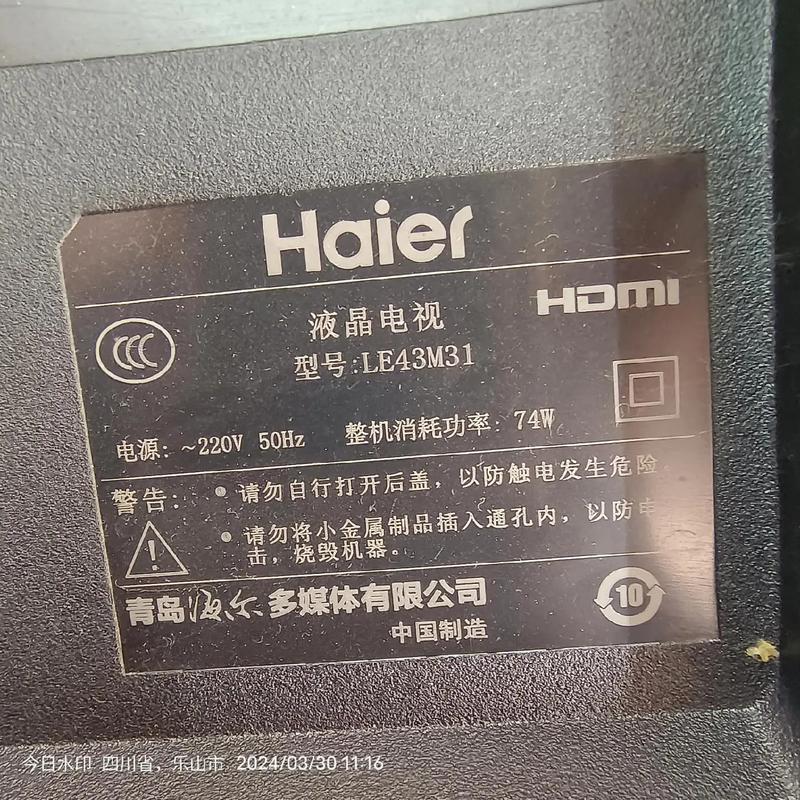 Haier
HDMI
液晶电视
型号:LE43M31
电源: ~220V 50Hz 整机消耗功率: 74W
警告: • 请勿自行打开后盖, 以防触电发生危险
• 请勿将小金属制品插入通孔内, 以防电
击, 烧毁机器。
青岛海尔多媒体有限公司
10
中国制造
今日水印 四川省, 乐山市 2024/03/30 11:16